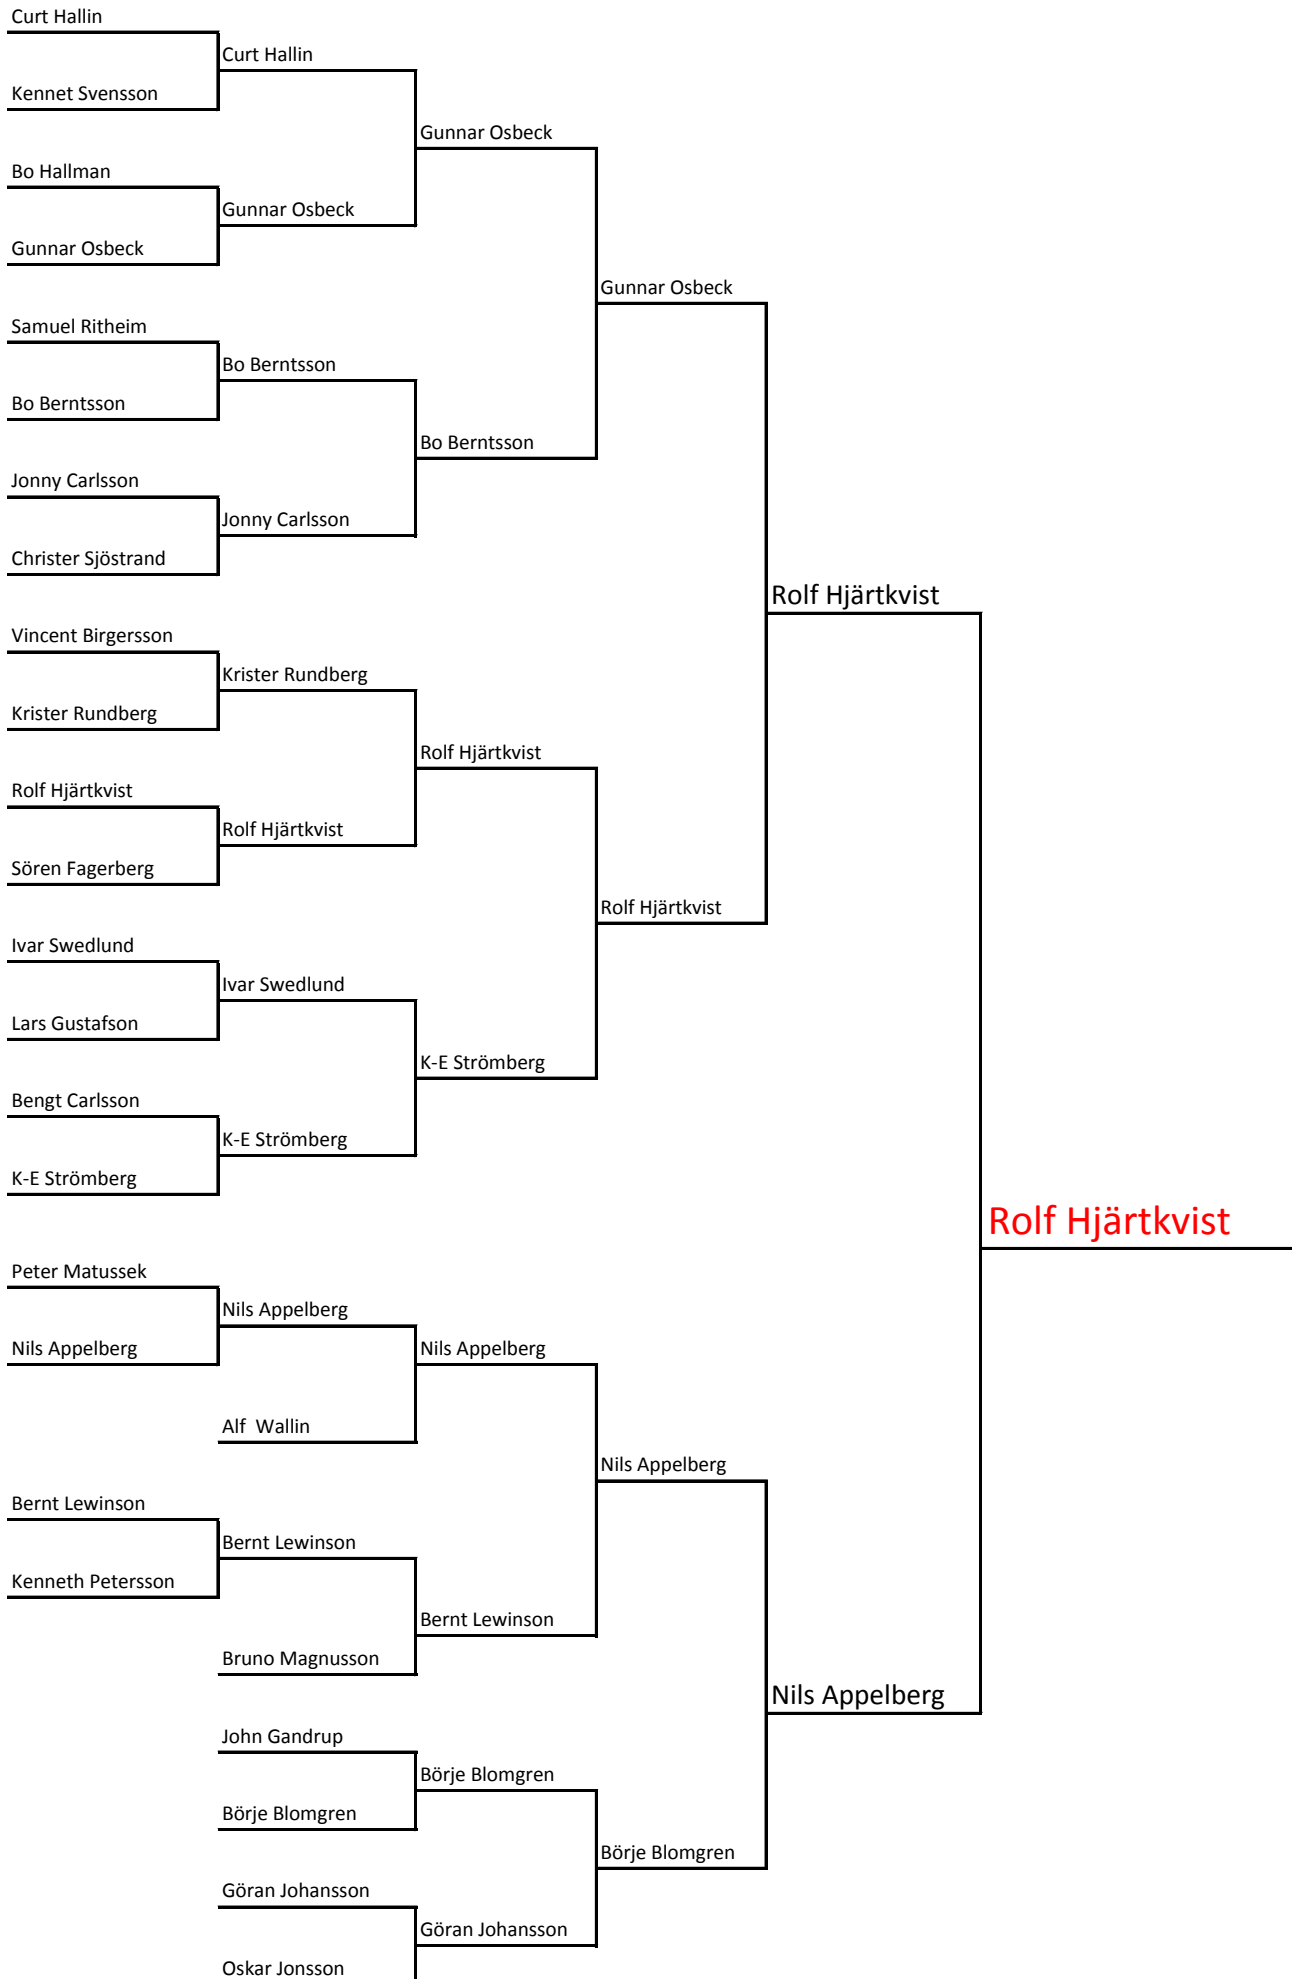 Curt Hallin
Curt Hallin
Kennet Svensson
Gunnar Osbeck
Bo Hallman
Gunnar Osbeck
Gunnar Osbeck
Gunnar Osbeck
Samuel Ritheim
Bo Berntsson
Bo Berntsson
Bo Berntsson
Jonny Carlsson
Jonny Carlsson
Christer Sjöstrand
Rolf Hjärtkvist
Vincent Birgersson
Krister Rundberg
Krister Rundberg
Rolf Hjärtkvist
Rolf Hjärtkvist
Rolf Hjärtkvist
Sören Fagerberg
Rolf Hjärtkvist
Ivar Swedlund
Ivar Swedlund
Lars Gustafson
K-E Strömberg
Bengt Carlsson
K-E Strömberg
K-E Strömberg
Rolf Hjärtkvist
Peter Matussek
Nils Appelberg
Nils Appelberg
Nils Appelberg
Alf Wallin
Nils Appelberg
Bernt Lewinson
Bernt Lewinson
Kenneth Petersson
Bernt Lewinson
Bruno Magnusson
Nils Appelberg
John Gandrup
Börje Blomgren
Börje Blomgren
Börje Blomgren
Göran Johansson
Göran Johansson
Oskar Jonsson